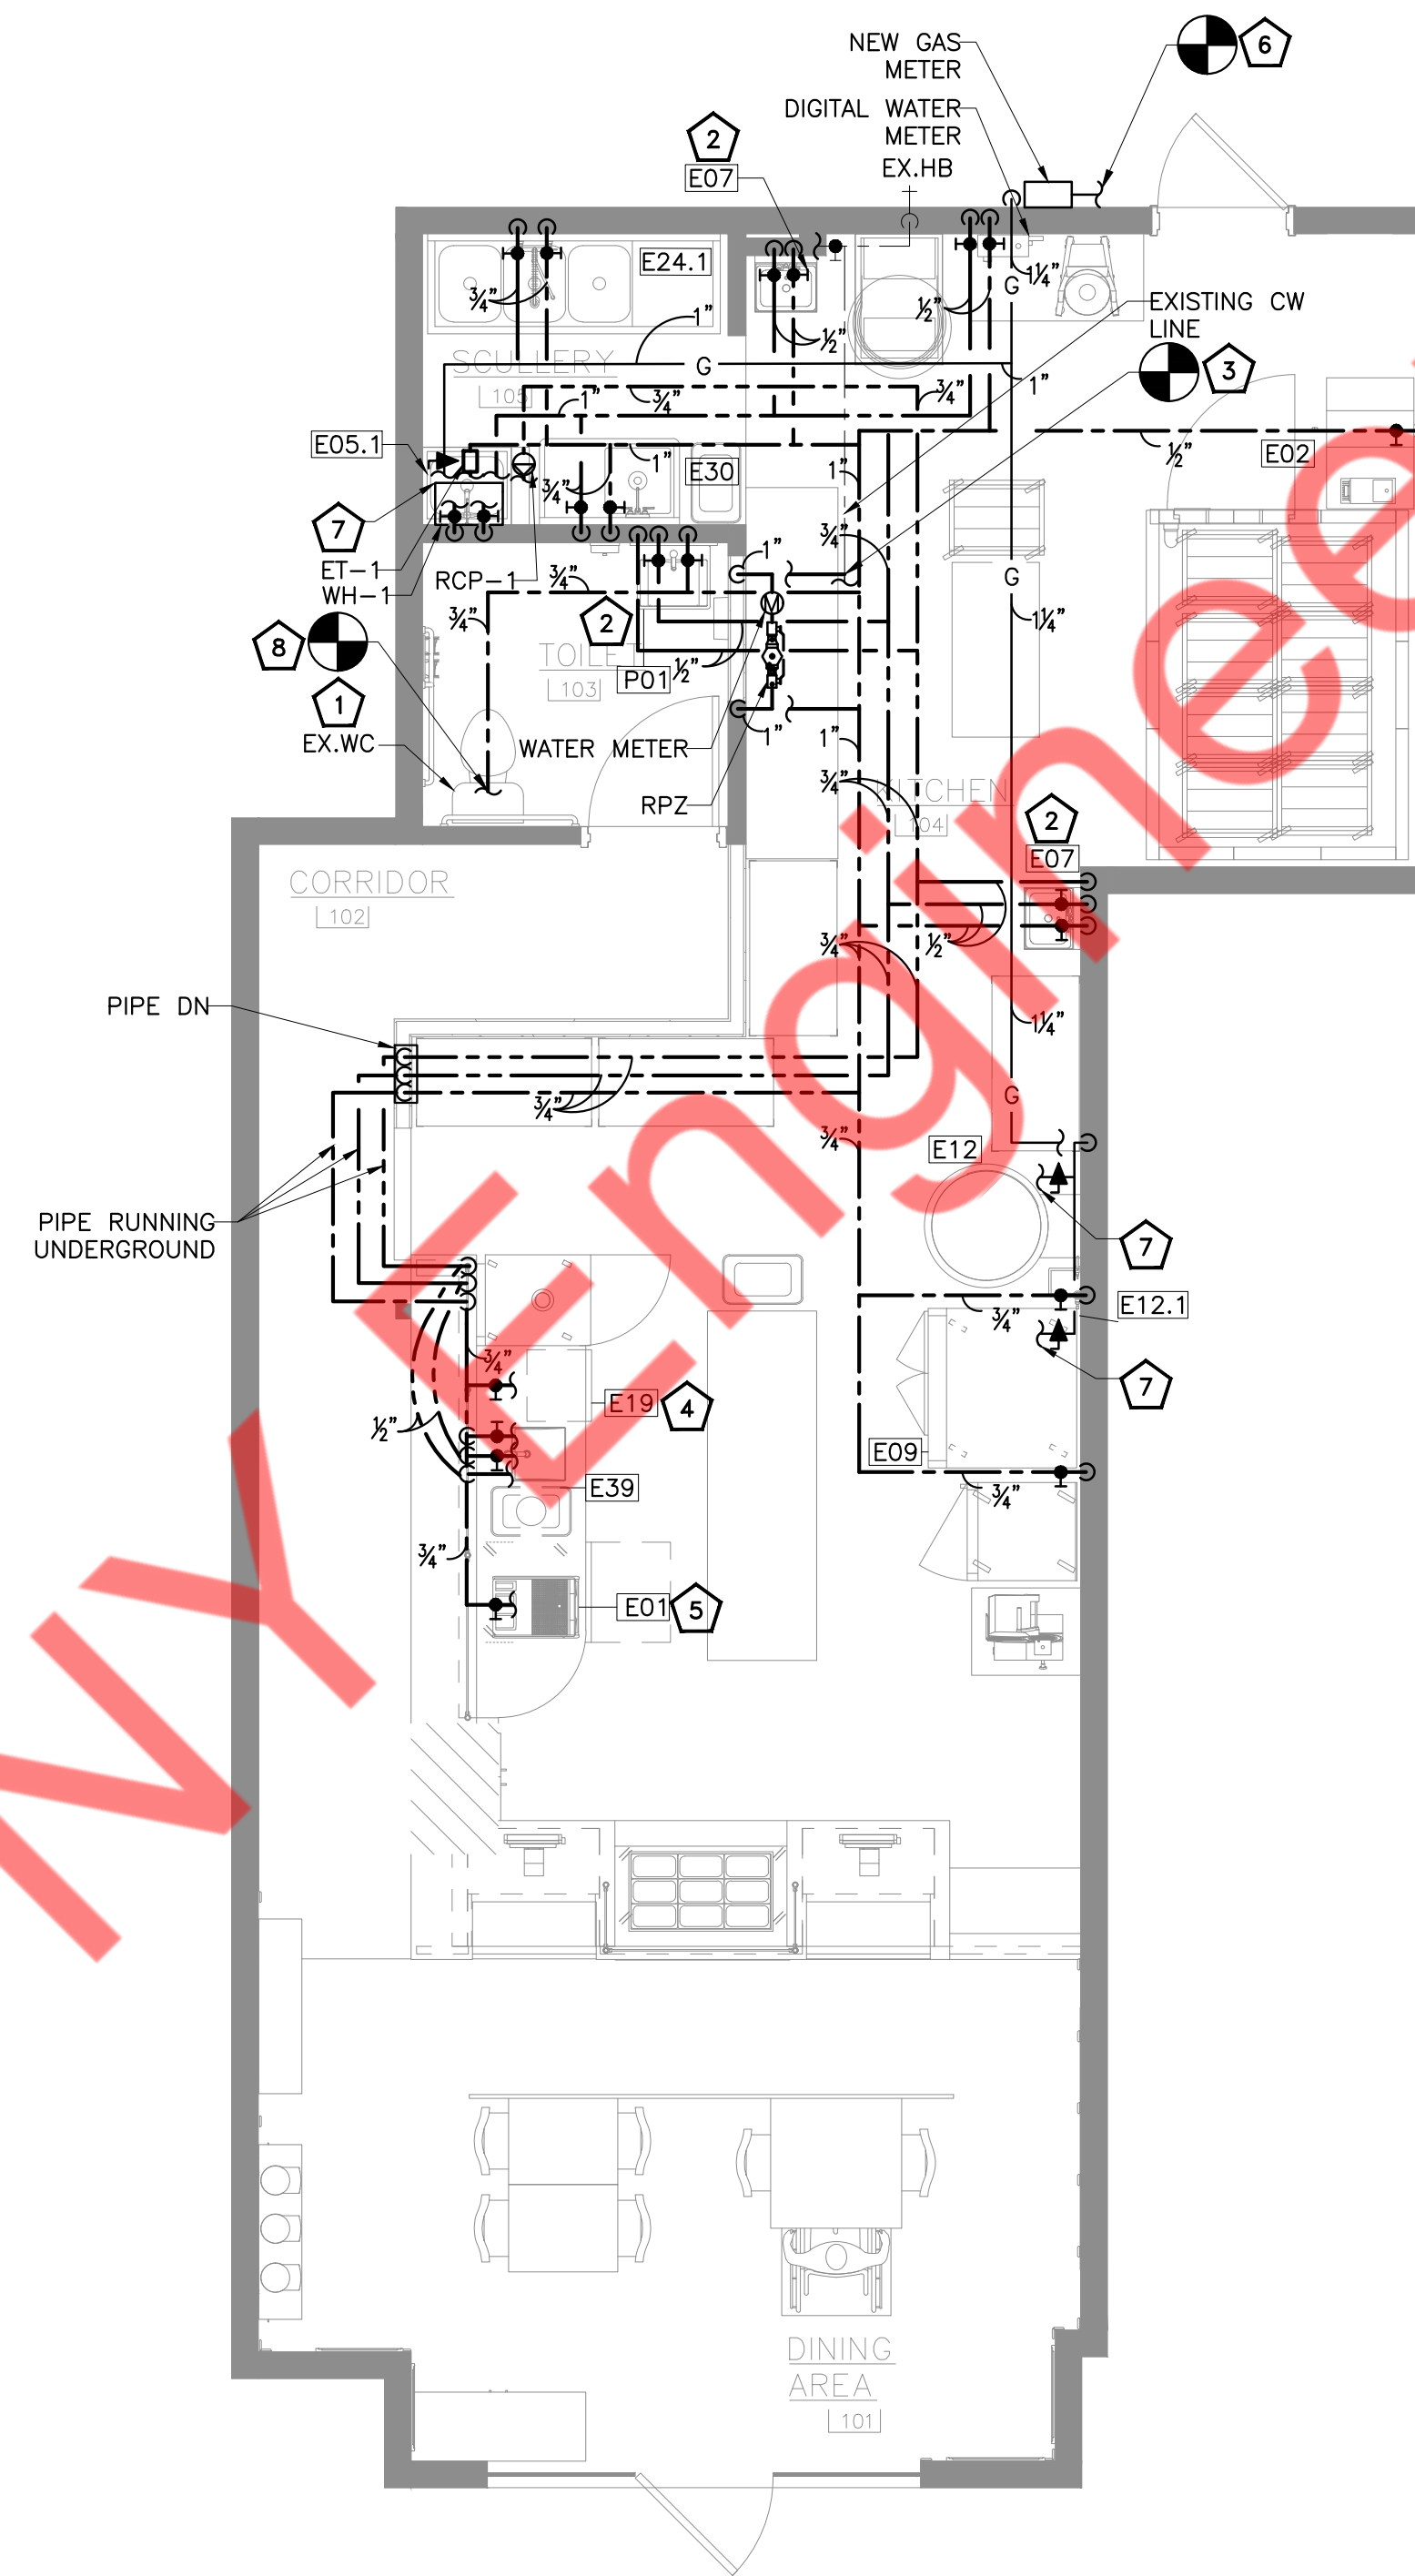 NEW GAS
METER
6
DIGITAL WATER
METER
2
E07
EX.HB
E24.1
1¼"
G
¾"
1"
½"
½"
EXISTING CW
LINE
SCULLERY
105
G
1"
3
¾"
¾"
1"
E05.1
1"
E30
1"
½"
E02
¾"
7
ET-1
WH-1
RCP-1
¾"
¾"
1"
¾"
G
M
2
8
TOILET
103
P01
½"
1¼"
1
EX.WC
WATER METER
1"
1"
RPZ
¾"
KITCHEN
104
2
E07
CORRIDOR
102
¾"
½"
PIPE DN
1¼"
G
¾"
¾"
E12
PIPE RUNNING
UNDERGROUND
7
E12.1
¾"
¾"
7
E19
4
½"
E09
E39
¾"
¾"
E01
5
DINING
AREA
101
NY Enginee